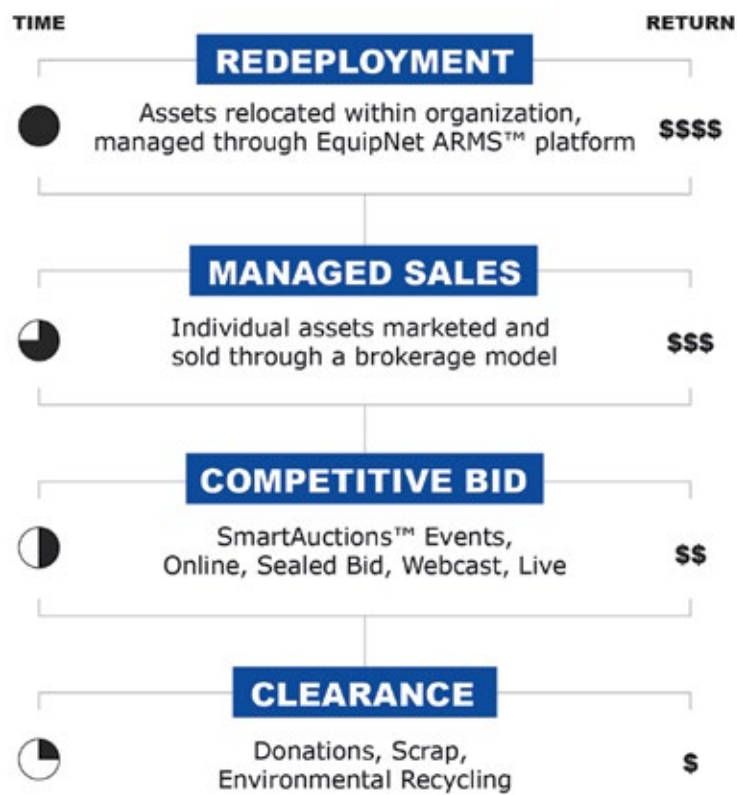 TIME
RETURN
REDEPLOYMENT
Assets relocated within organization,
managed through EquipNet ARMS™ platform
$$$$
MANAGED SALES
Individual assets marketed and
sold through a brokerage model
$$$
COMPETITIVE BID
SmartAuctions™ Events,
Online, Sealed Bid, Webcast, Live
$$
CLEARANCE
Donations, Scrap,
Environmental Recycling
$